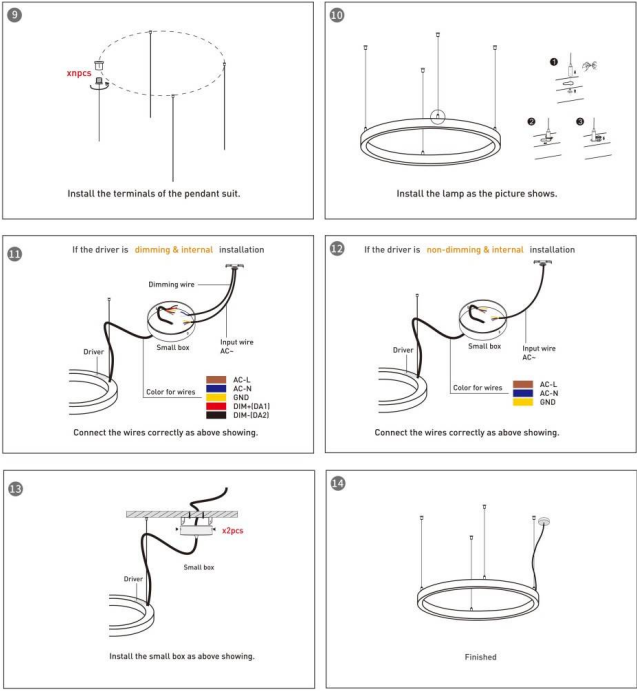 9
xnpcs
Install the terminals of the pendant suit.
10
1
2
3
Install the lamp as the picture shows.
11
If the driver is dimming & internal installation
Dimming wire
Small box
Input wire
AC~
Driver
Color for wires
AC-L
AC-N
GND
DIM+(DA1)
DIM-(DA2)
Connect the wires correctly as above showing.
12
If the driver is non-dimming & internal installation
Small box
Input wire
AC~
Driver
Color for wires
AC-L
AC-N
GND
Connect the wires correctly as above showing.
13
x2pcs
Small box
Driver
Install the small box as above showing.
14
Finished